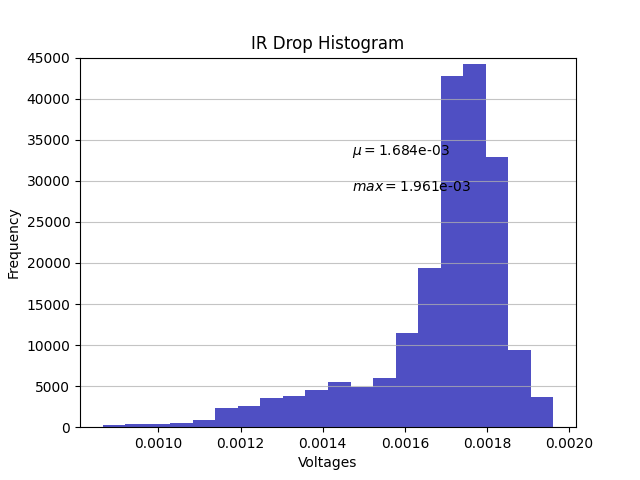 IR Drop Histogram
45000
40000
35000
30000
25000
20000
15000
10000
5000
0
Frequency
μ = 1.684e-03
max = 1.961e-03
0.0010 0.0012 0.0014 0.0016 0.0018 0.0020
Voltages